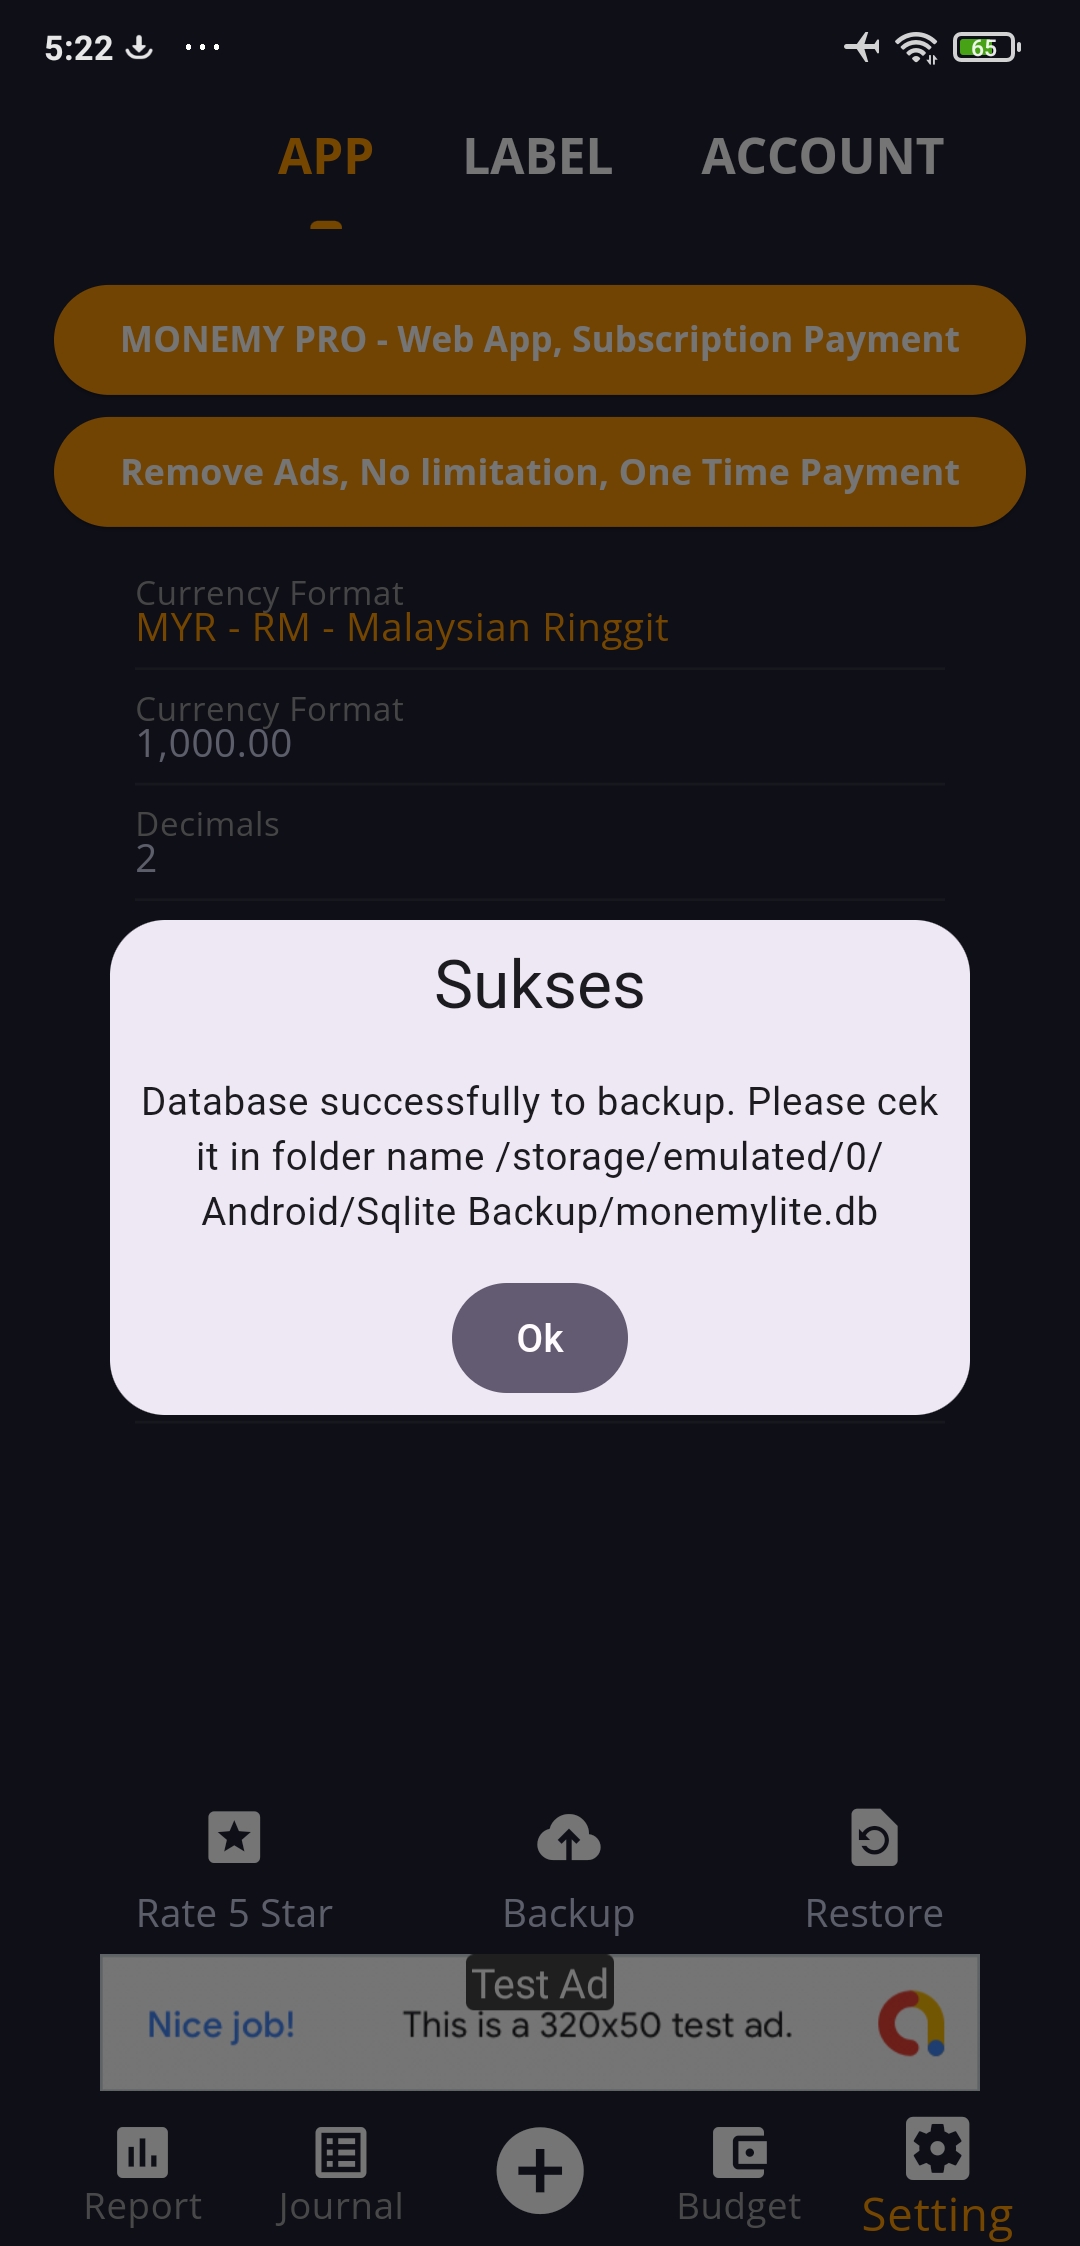 5:22
65
APP LABEL ACCOUNT
MONEMY PRO - Web App, Subscription Payment
Remove Ads, No limitation, One Time Payment
Currency Format
MYR - RM - Malaysian Ringgit
Currency Format
1,000.00
Decimals
2
Sukses
Database successfully to backup. Please cek
it in folder name /storage/emulated/0/
Android/Sqlite Backup/monemylite.db
Ok
Rate 5 Star Backup Restore
Test Ad
Nice job! This is a 320x50 test ad.
Report Journal Budget Setting